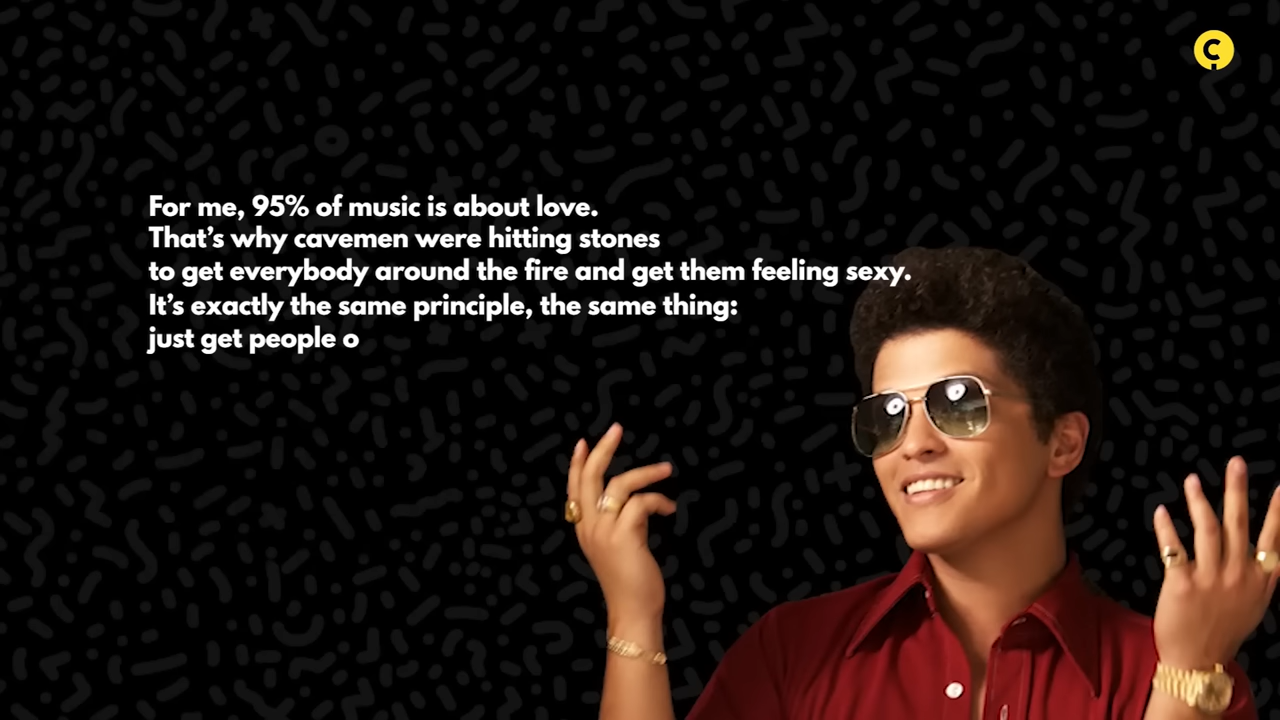 For me, 95% of music is about love.
That’s why cavemen were hitting stones
to get everybody around the fire and get them feeling sexy.
It’s exactly the same principle, the same thing:
just get people o